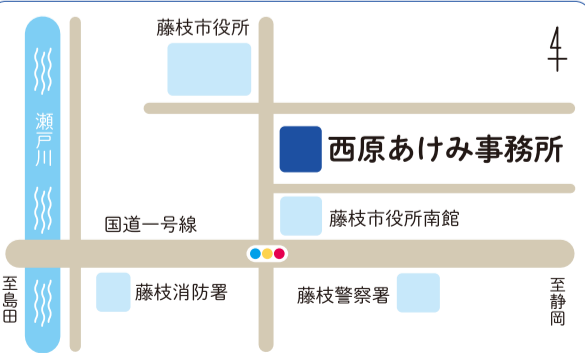 藤枝市役所
瀬戸川
西原あけみ事務所
藤枝市役所南館
国道一号線
至島田
藤枝消防署
藤枝警察署
至静岡